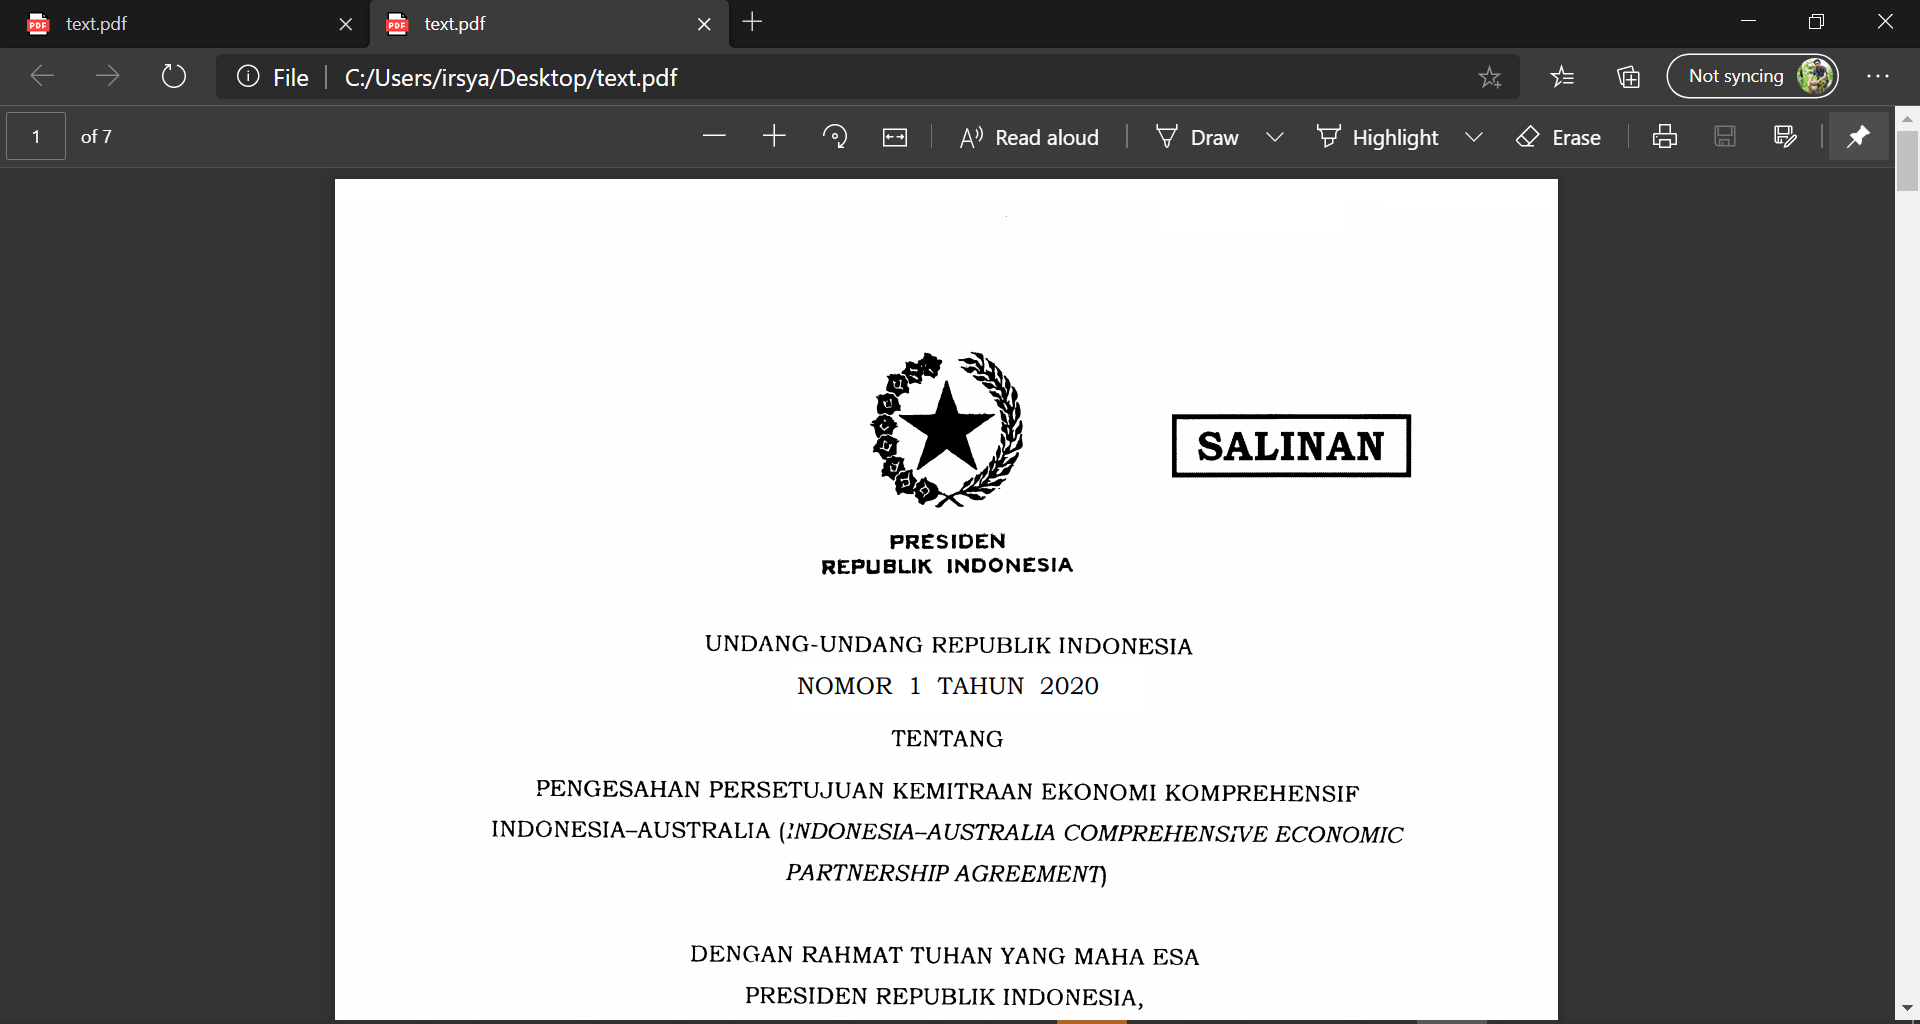 text.pdf
text.pdf
File
C:/Users/irsya/Desktop/text.pdf
Not syncing
1
of 7
Read aloud
Draw
Highlight
Erase
SALINAN
PRESIDEN
REPUBLIK INDONESIA
UNDANG-UNDANG REPUBLIK INDONESIA
NOMOR 1 TAHUN 2020
TENTANG
PENGESAHAN PERSETUJUAN KEMITRAAN EKONOMI KOMPREHENSIF
INDONESIA–AUSTRALIA (INDONESIA–AUSTRALIA COMPREHENSIVE ECONOMIC
PARTNERSHIP AGREEMENT)
DENGAN RAHMAT TUHAN YANG MAHA ESA
PRESIDEN REPUBLIK INDONESIA,